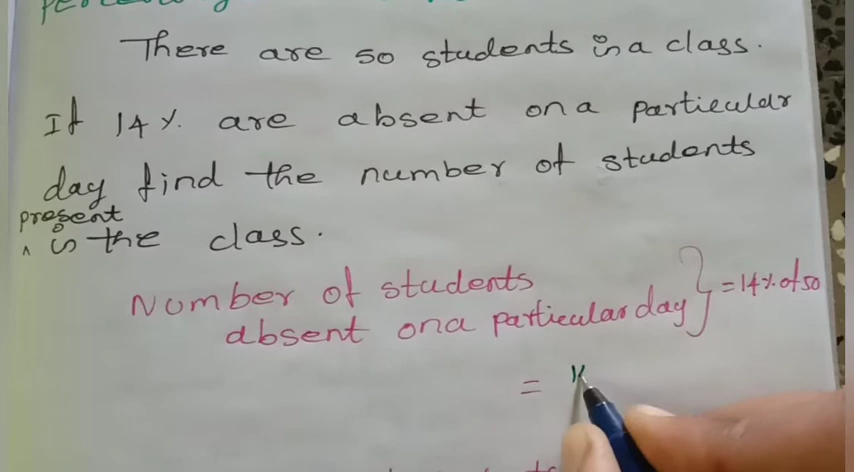 There are 50 students in a class.
If 14% are absent on a particular
day find the number of students
present
^ in the class.
Number of students
absent on a particular day } = 14% of 50
=